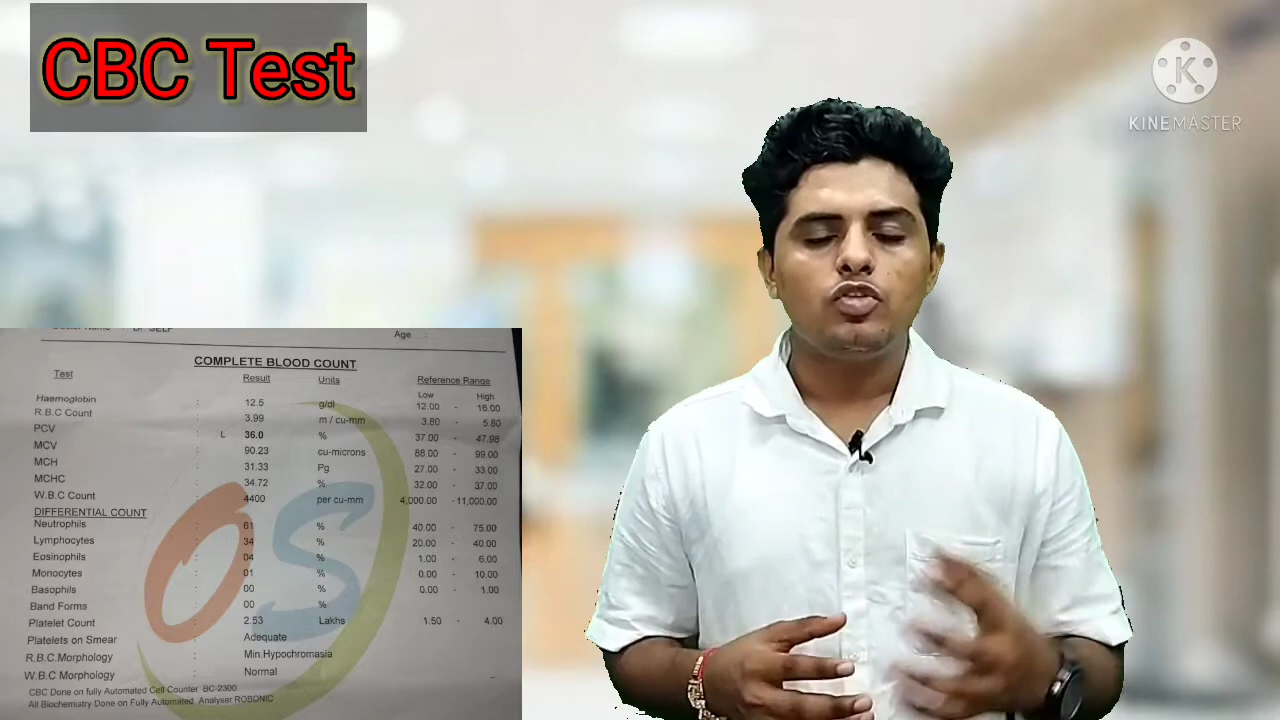 CBC Test
KINEMASTER
Age :
COMPLETE BLOOD COUNT
Test Result Units Reference Range
Low High
Haemoglobin : 12.5 g/dl 12.00 - 16.00
R.B.C Count : 3.99 m / cu-mm 3.80 - 5.80
PCV : L 36.0 % 37.00 - 47.98
MCV : 90.23 cu-microns 88.00 - 99.00
MCH : 31.33 Pg 27.00 - 33.00
MCHC : 34.72 % 32.00 - 37.00
W.B.C Count : 4400 per cu-mm 4,000.00 - 11,000.00
DIFFERENTIAL COUNT
Neutrophils : 61 % 40.00 - 75.00
Lymphocytes : 34 % 20.00 - 40.00
Eosinophils : 04 % 1.00 - 6.00
Monocytes : 01 % 0.00 - 10.00
Basophils : 00 % 0.00 - 1.00
Band Forms : 00 %
Platelet Count : 2.53 Lakhs 1.50 - 4.00
Platelets on Smear : Adequate
R.B.C.Morphology : Min.Hypochromasia
W.B.C Morphology : Normal
CBC Done on fully Automated Cell Counter BC-2300.
All Biochemistry Done on Fully Automated Analyser ROBONIC
OS